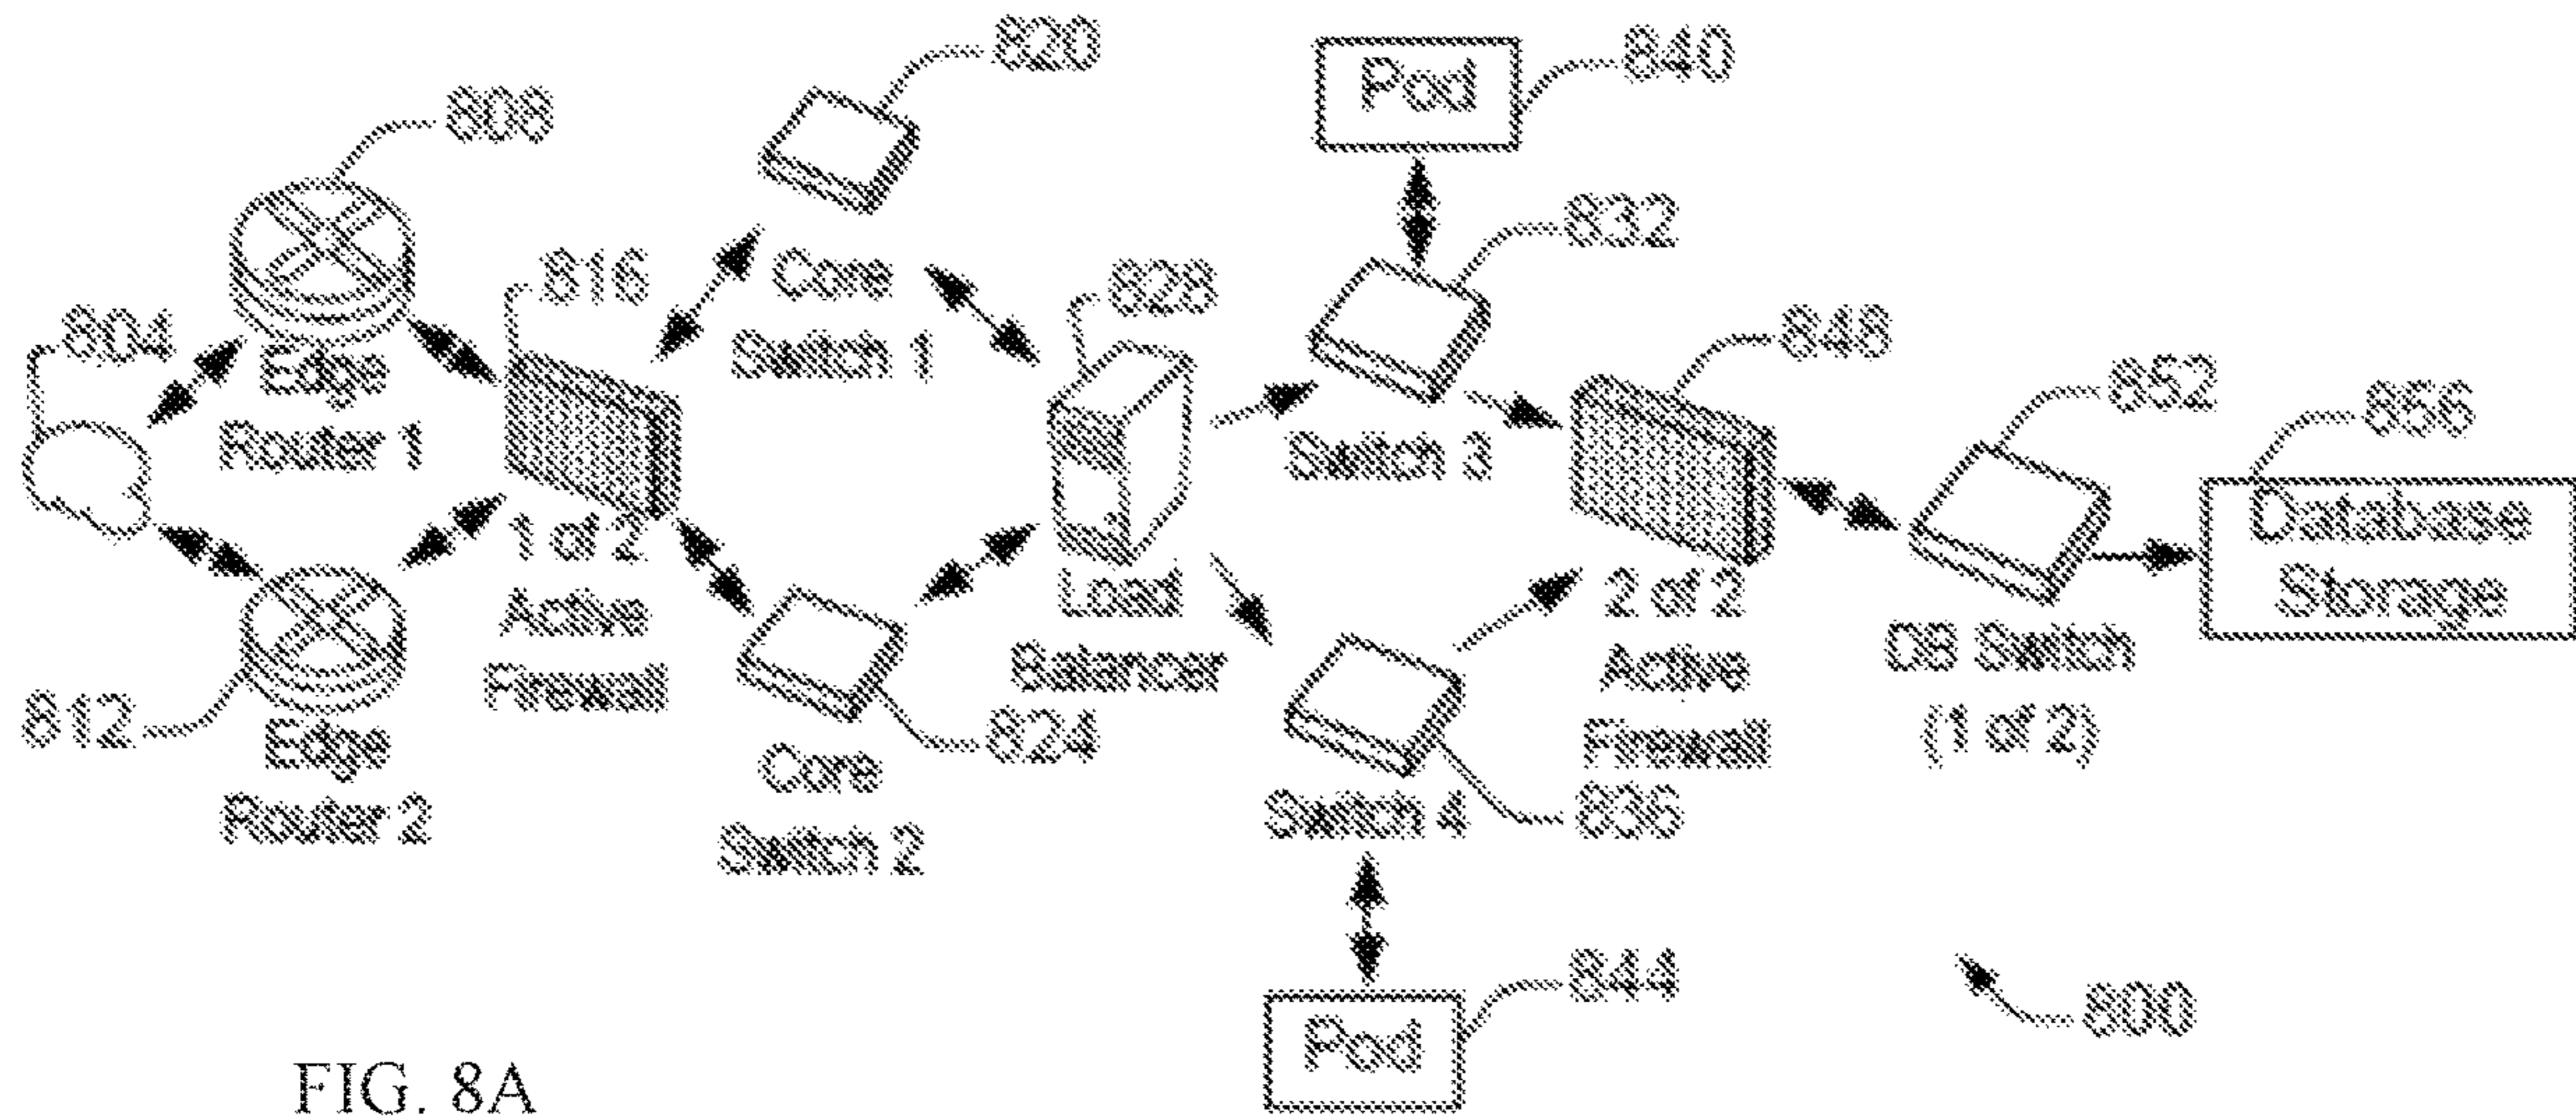 820
840
Pod
808
832
Core
Switch 1
816
828
804
848
Edge
Router 1
Switch 3
852
856
Database
Storage
1 of 2
Active
Firewall
Load
Balancer
2 of 2
Active
Firewall
DB Switch
(1 of 2)
812
Edge
Router 2
824
Core
Switch 2
Switch 4
836
844
Pod
800
FIG. 8A